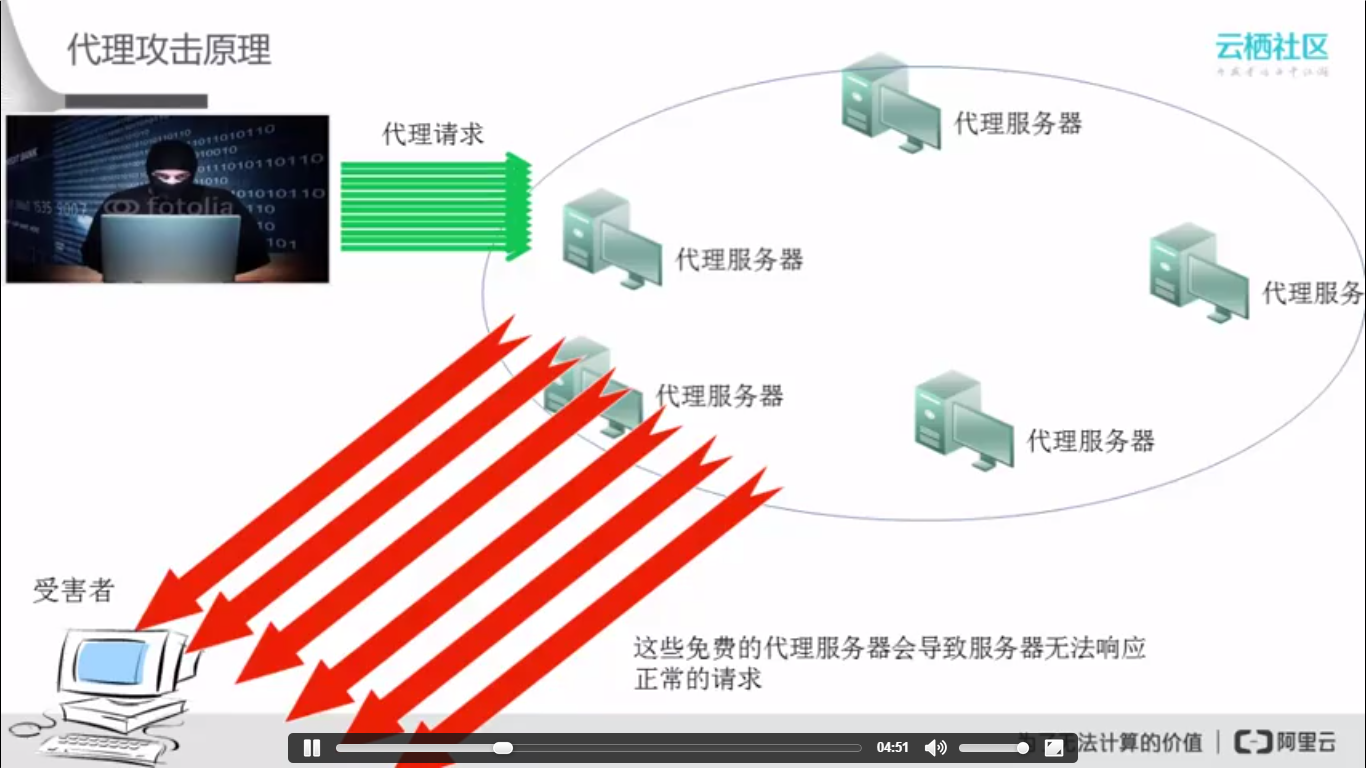 代理攻击原理
云栖社区
代理请求
代理服务器
代理服务器
代理服务
代理服务器
代理服务器
fotolia
受害者
这些免费的代理服务器会导致服务器无法响应
正常的请求
04:51
无法计算的价值 | 阿里云